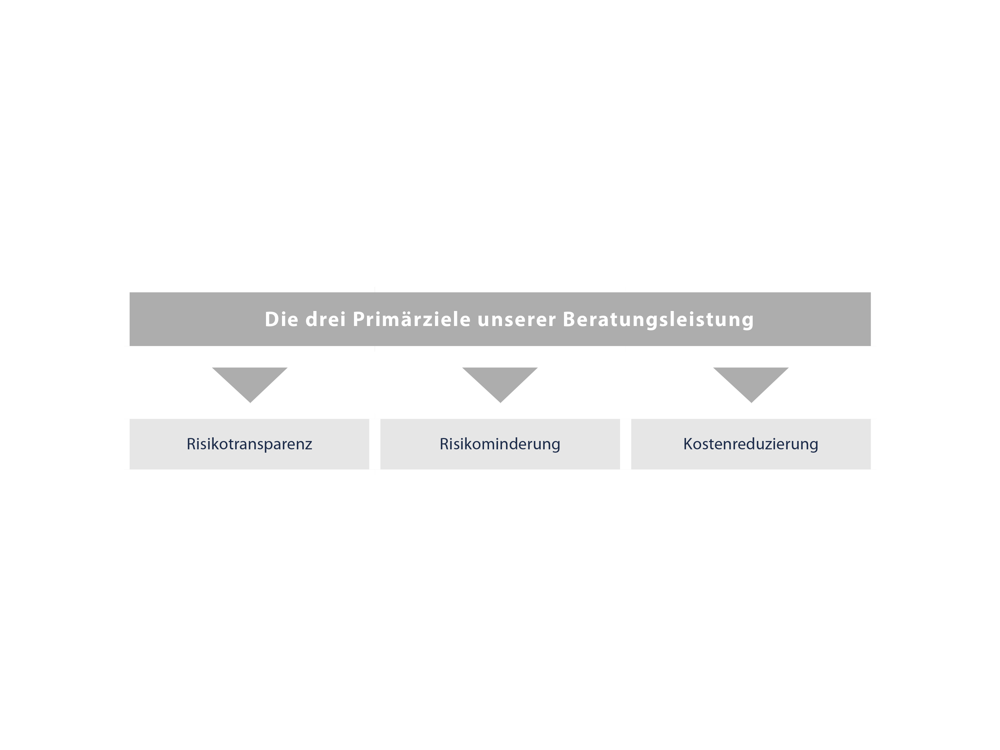 Die drei Primärziele unserer Beratungsleistung
Risikotransparenz
Risikominderung
Kostenreduzierung